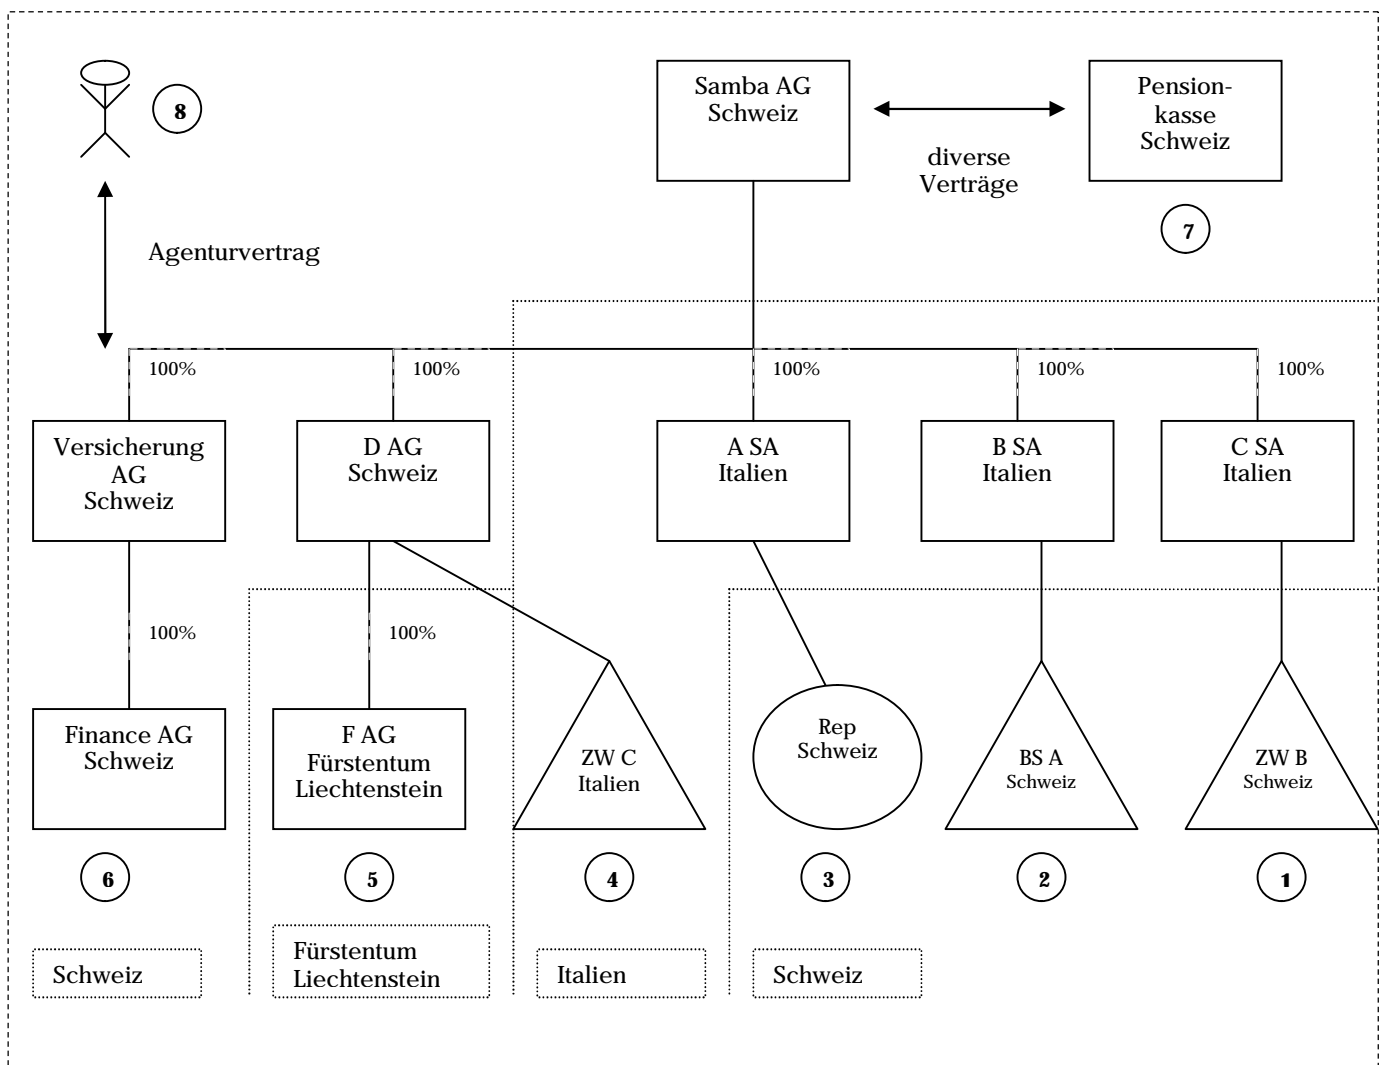 8
Samba AG
Schweiz
Pension-
kasse
Schweiz
diverse
Verträge
7
Agenturvertrag
100%
100%
100%
100%
100%
Versicherung
AG
Schweiz
D AG
Schweiz
A SA
Italien
B SA
Italien
C SA
Italien
100%
100%
Finance AG
Schweiz
F AG
Fürstentum
Liechtenstein
ZW C
Italien
Rep
Schweiz
BS A
Schweiz
ZW B
Schweiz
6
5
4
3
2
1
Schweiz
Fürstentum
Liechtenstein
Italien
Schweiz